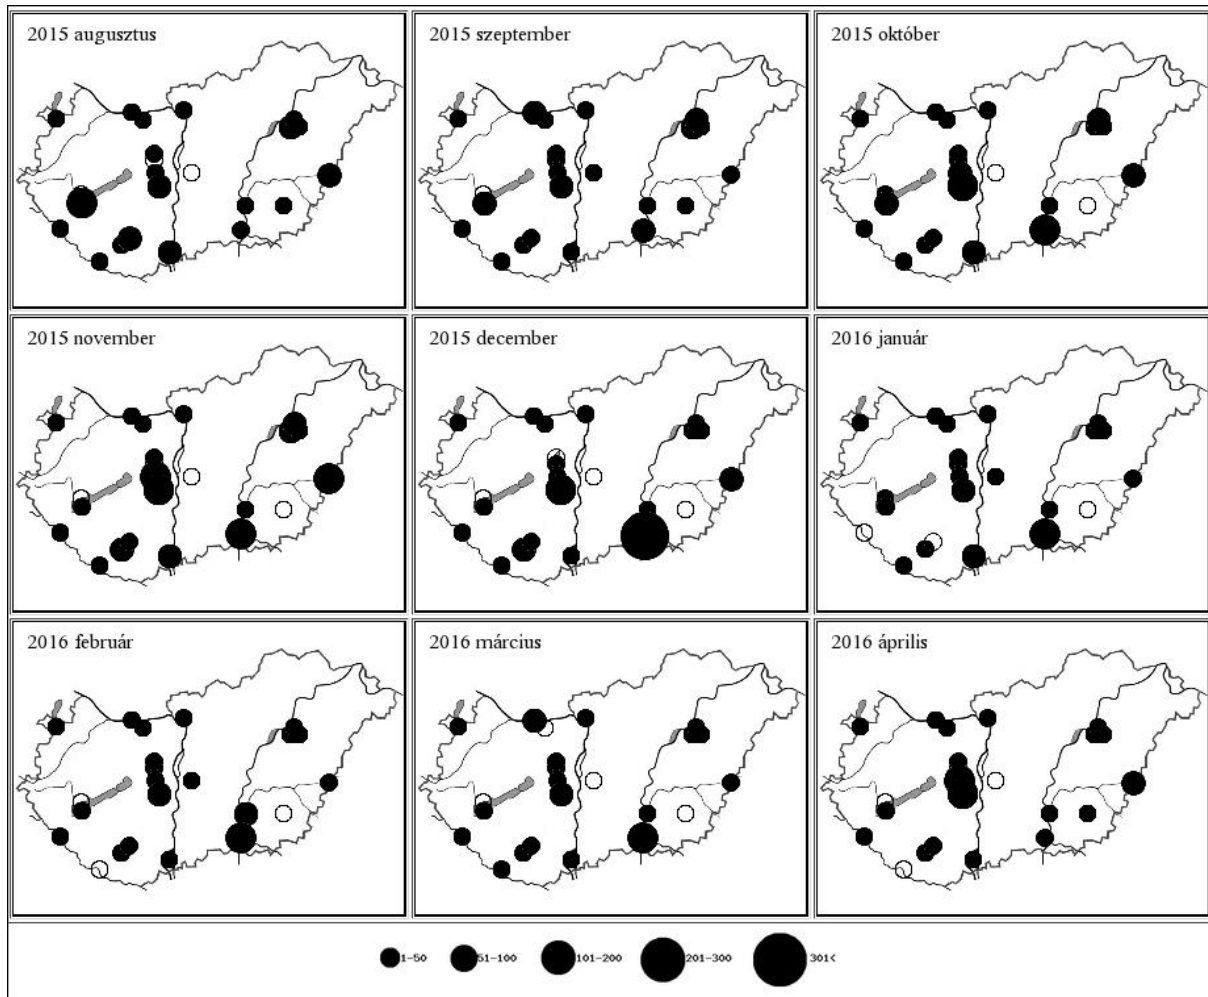 2015 augusztus
2015 szeptember
2015 október
2015 november
2015 december
2016 január
2016 február
2016 március
2016 április
1-50
51-100
101-200
201-300
301<